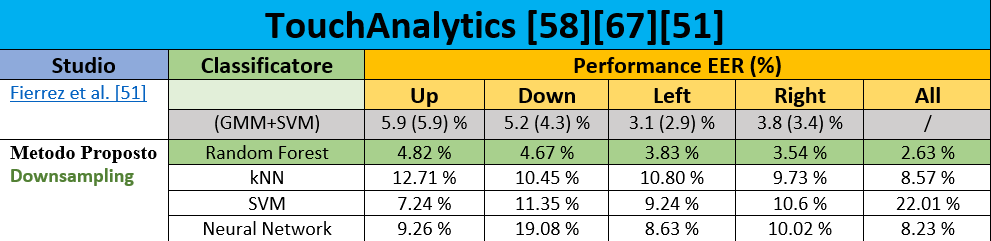 TouchAnalytics [58][67][51]
Studio Classificatore Performance EER (%)
Fierrez et al. [51] Up Down Left Right All
(GMM+SVM) 5.9 (5.9) % 5.2 (4.3) % 3.1 (2.9) % 3.8 (3.4) % /
Metodo Proposto Random Forest 4.82 % 4.67 % 3.83 % 3.54 % 2.63 %
Downsampling kNN 12.71 % 10.45 % 10.80 % 9.73 % 8.57 %
SVM 7.24 % 11.35 % 9.24 % 10.6 % 22.01 %
Neural Network 9.26 % 19.08 % 8.63 % 10.02 % 8.23 %